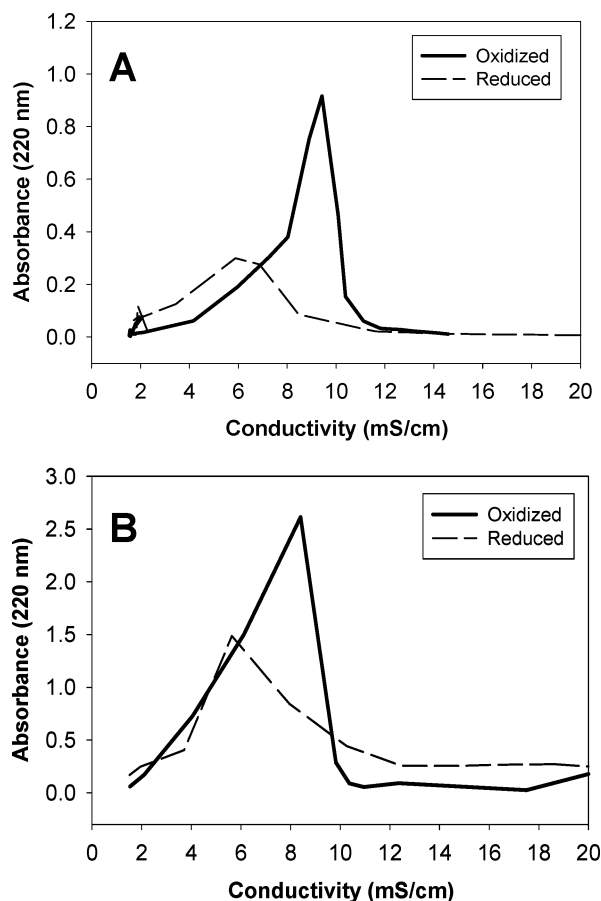 A
Oxidized
Reduced
1.2
1.0
0.8
0.6
0.4
0.2
0.0
Absorbance (220 nm)
0 2 4 6 8 10 12 14 16 18 20
Conductivity (mS/cm)
B
Oxidized
Reduced
3.0
2.5
2.0
1.5
1.0
0.5
0.0
Absorbance (220 nm)
0 2 4 6 8 10 12 14 16 18 20
Conductivity (mS/cm)